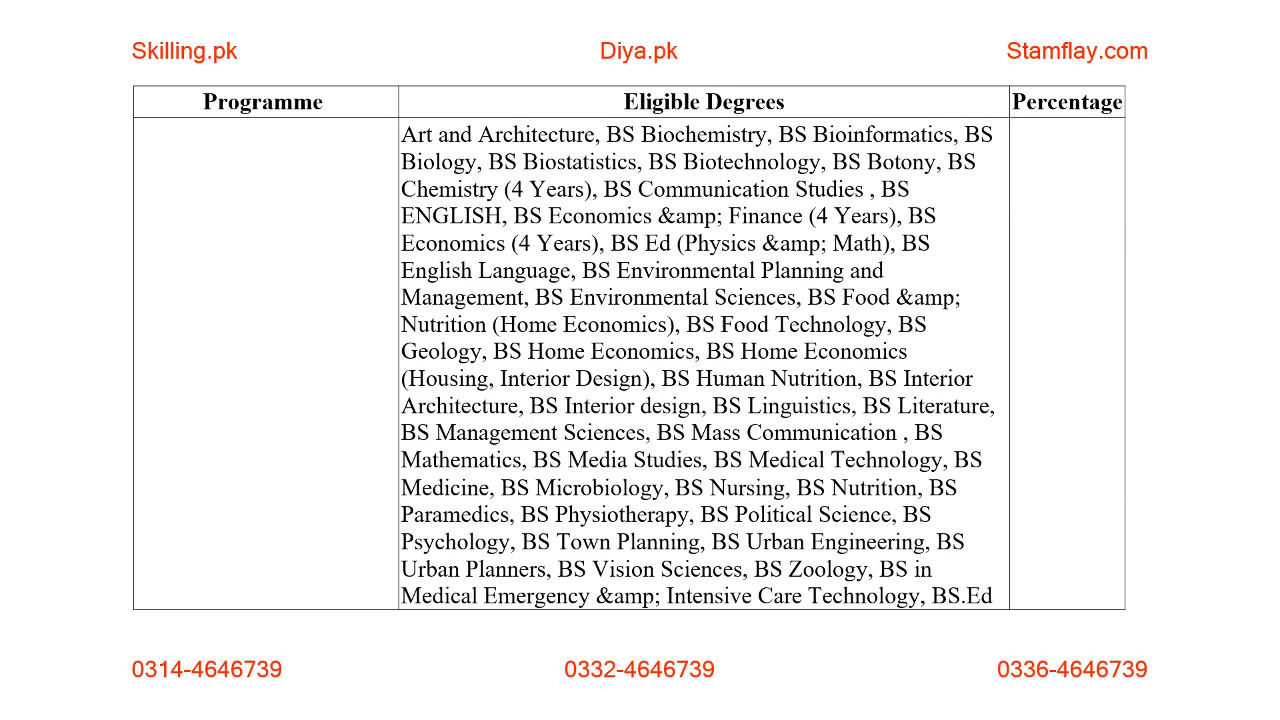 Skilling.pk Diya.pk Stamflay.com
Programme Eligible Degrees Percentage
Art and Architecture, BS Biochemistry, BS Bioinformatics, BS
Biology, BS Biostatistics, BS Biotechnology, BS Botony, BS
Chemistry (4 Years), BS Communication Studies , BS
ENGLISH, BS Economics &amp; Finance (4 Years), BS
Economics (4 Years), BS Ed (Physics &amp; Math), BS
English Language, BS Environmental Planning and
Management, BS Environmental Sciences, BS Food &amp;
Nutrition (Home Economics), BS Food Technology, BS
Geology, BS Home Economics, BS Home Economics
(Housing, Interior Design), BS Human Nutrition, BS Interior
Architecture, BS Interior design, BS Linguistics, BS Literature,
BS Management Sciences, BS Mass Communication , BS
Mathematics, BS Media Studies, BS Medical Technology, BS
Medicine, BS Microbiology, BS Nursing, BS Nutrition, BS
Paramedics, BS Physiotherapy, BS Political Science, BS
Psychology, BS Town Planning, BS Urban Engineering, BS
Urban Planners, BS Vision Sciences, BS Zoology, BS in
Medical Emergency &amp; Intensive Care Technology, BS.Ed
0314-4646739 0332-4646739 0336-4646739